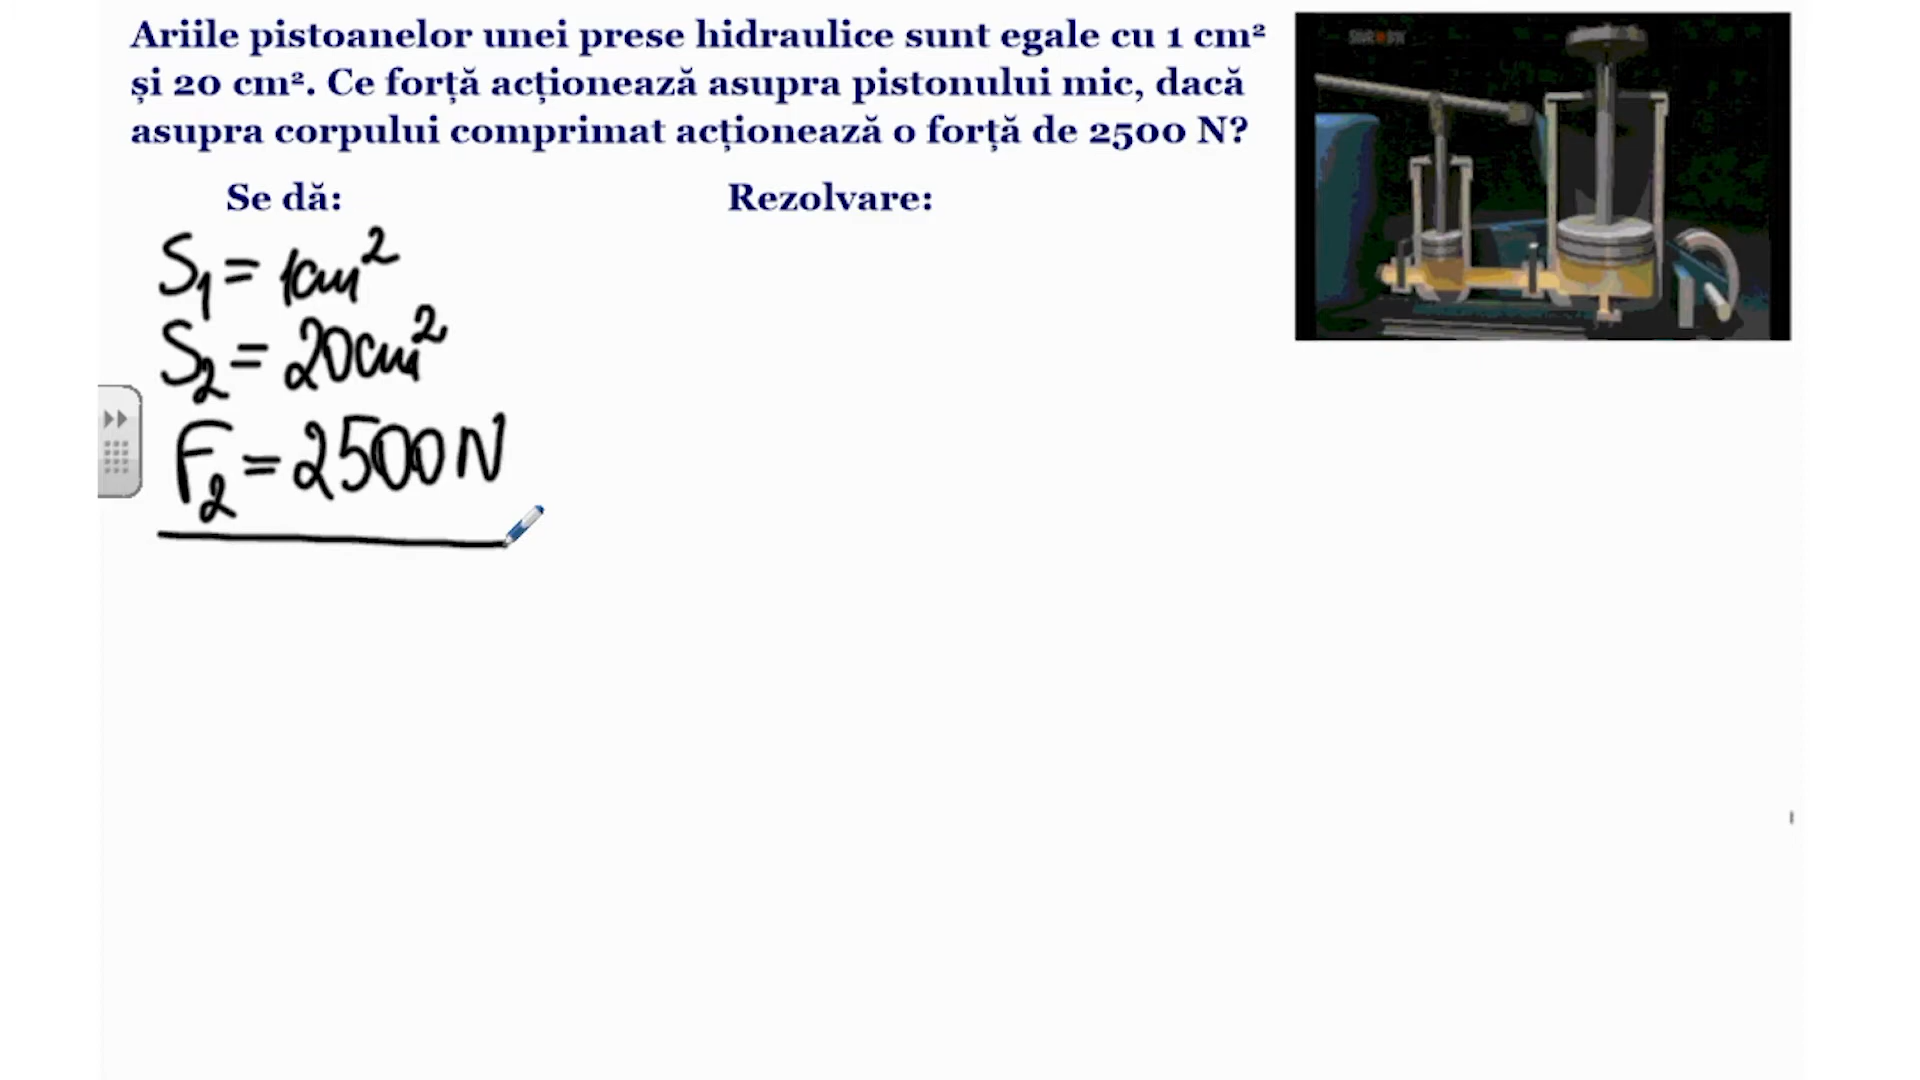 Ariile pistoanelor unei prese hidraulice sunt egale cu 1 cm²
și 20 cm². Ce forță acționează asupra pistonului mic, dacă
asupra corpului comprimat acționează o forță de 2500 N?
Se dă:
Rezolvare:
S₁ = 1cm²
S₂ = 20cm²
F₂ = 2500 N